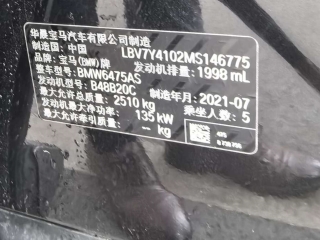 华晨宝马汽车有限公司制造
制造国：中国 LBV7Y4102MS146775
品牌：宝马(BMW)牌 发动机排量：1998 mL
整车型号：BMW6475AS
发动机型号：B48B20C 制造年月：2021-07
最大允许总质量：2510 kg 乘坐人数：5
发动机最大净功率：135 kW
最大允许牵引质量：-- kg